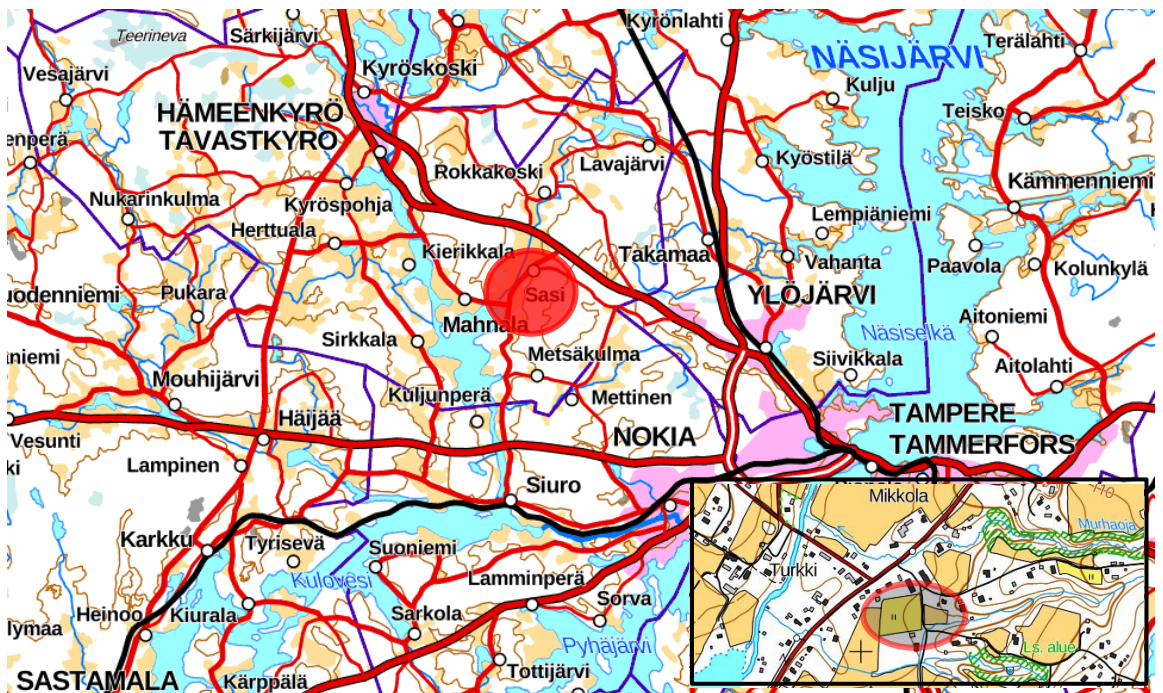 Teerineva
Särkijärvi
Kyrönlahti
Terälahti
NÄSIJÄRVI
Vesajärvi
Kyröskoski
Kulju
Teisko
HÄMEENKYRÖ
TAVASTKYRÖ
enperä
Lavajärvi
Kyöstilä
Rokkakoski
Kämmenniemi
Nukarinkulma
Kyröspohja
Lempiäniemi
Herttuala
Kierikkala
Takamaa
Vahanta
Paavola
Kolunkylä
uodenniemi
Pukara
Sasi
YLÖJÄRVI
Mahnala
Näsiselkä
Aitoniemi
Sirkkala
Metsäkulma
Siivikkala
Aitolahti
niemi
Mouhijärvi
Kuljunperä
Mettinen
Häijää
NOKIA
TAMPERE
TAMMERFORS
Vesunti
ki
Lampinen
Siuro
Mikkola
110
Murhaoja
Karkku
Tyrisevä
Suoniemi
Turkki
Kulovesi
Lamminperä
Heinoo
Kiurala
Sarkola
Sorva
lymaa
Pyhäjärvi
Ls. alue
Tottijärvi
SASTAMALA
Kärppälä